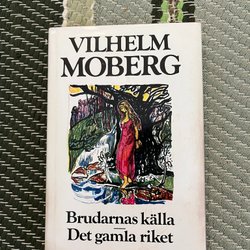 VILHELM
MOBERG
Brudarnas källa
Det gamla riket